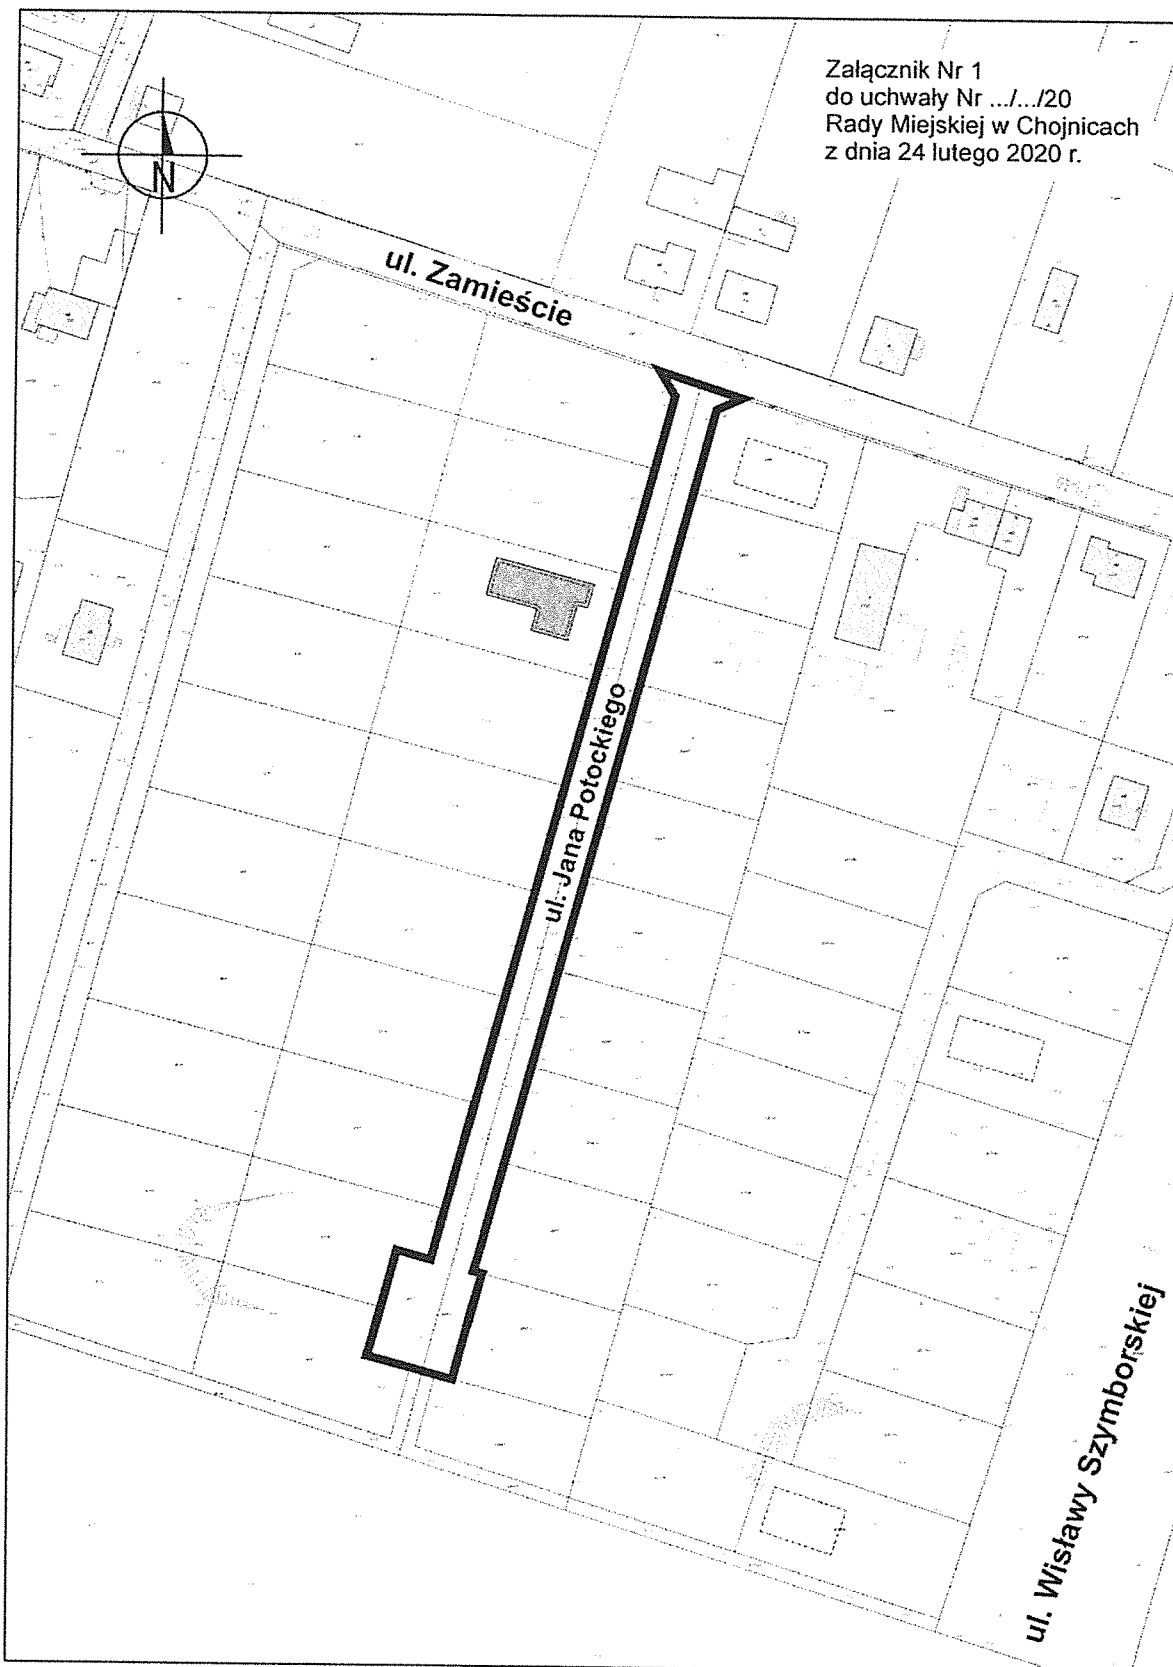 Załącznik Nr 1
do uchwały Nr .../.../20
Rady Miejskiej w Chojnicach
z dnia 24 lutego 2020 r.
N
ul. Zamieście
ul. Jana Potockiego
ul. Wisławy Szymborskiej